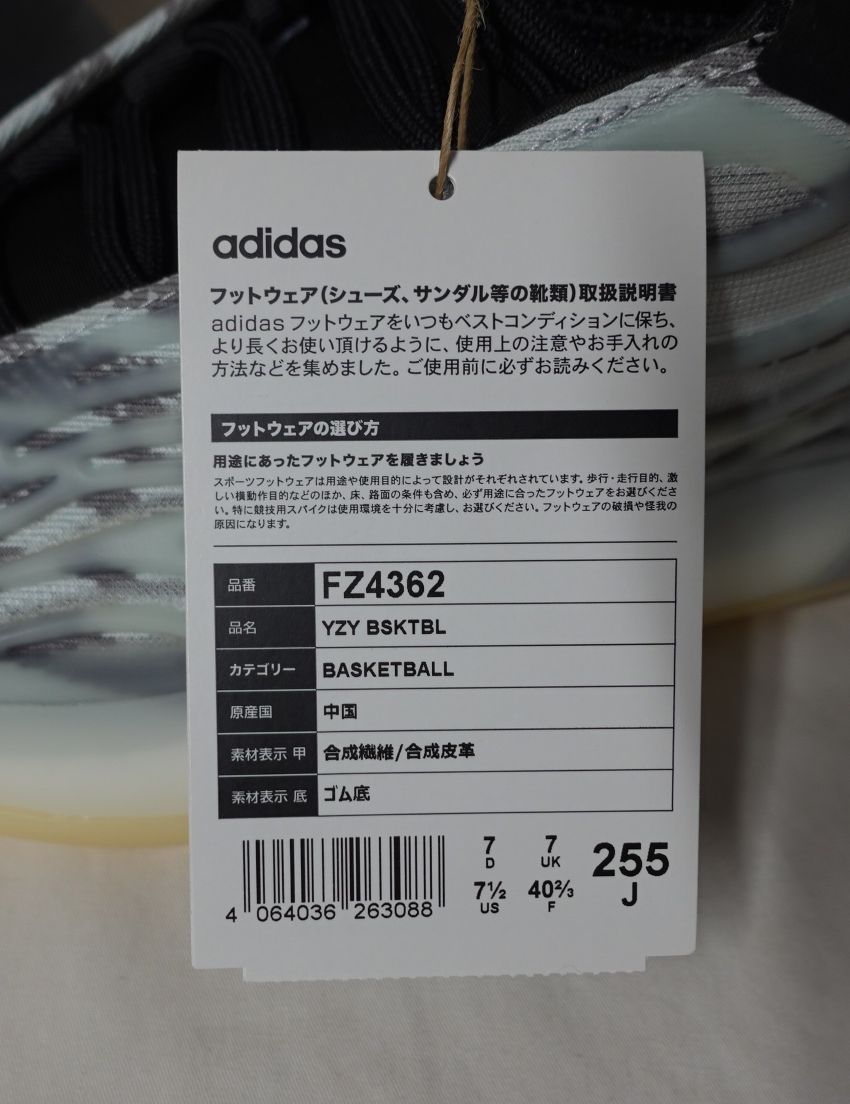 adidas
フットウェア(シューズ、サンダル等の靴類)取扱説明書
adidas フットウェアをいつもベストコンディションに保ち、
より長くお使い頂けるように、使用上の注意やお手入れの
方法などを集めました。ご使用前に必ずお読みください。
フットウェアの選び方
用途にあったフットウェアを履きましょう
スポーツフットウェアは用途や使用目的によって設計がそれぞれされています。歩行・走行目的、激
しい横動作目的などのほか、床、路面の条件も含め、必ず用途に合ったフットウェアをお選びくださ
い。特に競技用スパイクは使用環境を十分に考慮し、お選びください。フットウェアの破損や怪我の
原因になります。
品番 FZ4362
品名 YZY BSKTBL
カテゴリー BASKETBALL
原産国 中国
素材表示 甲 合成繊維/合成皮革
素材表示 底 ゴム底
7 7 255
D UK J
7½ 40⅔
US F
4 064036 263088